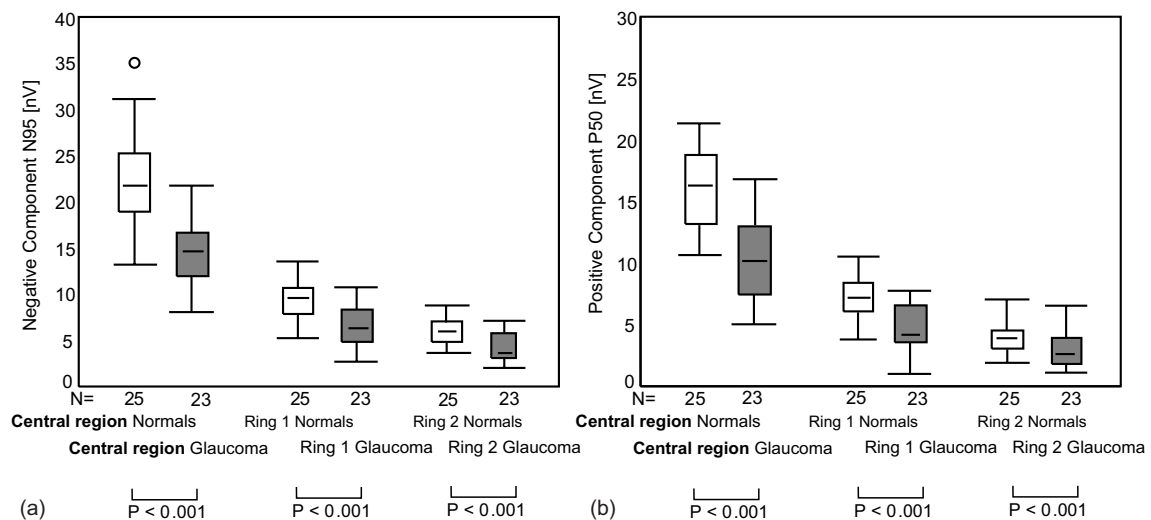 Negative Component N95 [nV]
40
35
30
25
20
15
10
5
0
N= 25 23 25 23 25 23
Central region Normals Ring 1 Normals Ring 2 Normals
Central region Glaucoma Ring 1 Glaucoma Ring 2 Glaucoma
(a) P < 0.001 P < 0.001 P < 0.001
Positive Component P50 [nV]
30
25
20
15
10
5
0
N= 25 23 25 23 25 23
Central region Normals Ring 1 Normals Ring 2 Normals
Central region Glaucoma Ring 1 Glaucoma Ring 2 Glaucoma
(b) P < 0.001 P < 0.001 P < 0.001